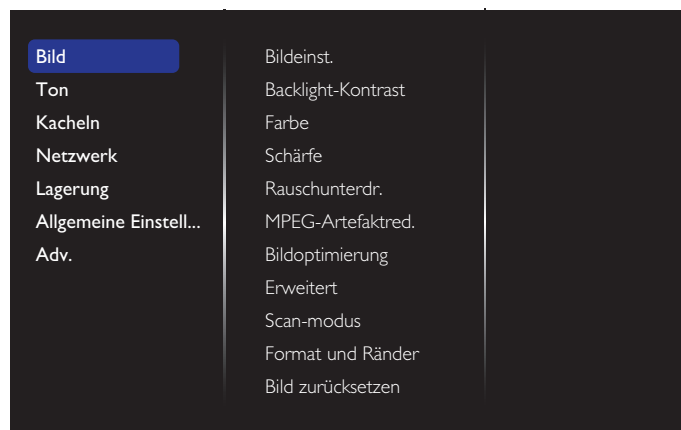 Bild
Ton
Kacheln
Netzwerk
Lagerung
Allgemeine Einstell...
Adv.
Bildeinst.
Backlight-Kontrast
Farbe
Schärfe
Rauschunterdr.
MPEG-Artefaktred.
Bildoptimierung
Erweitert
Scan-modus
Format und Ränder
Bild zurücksetzen